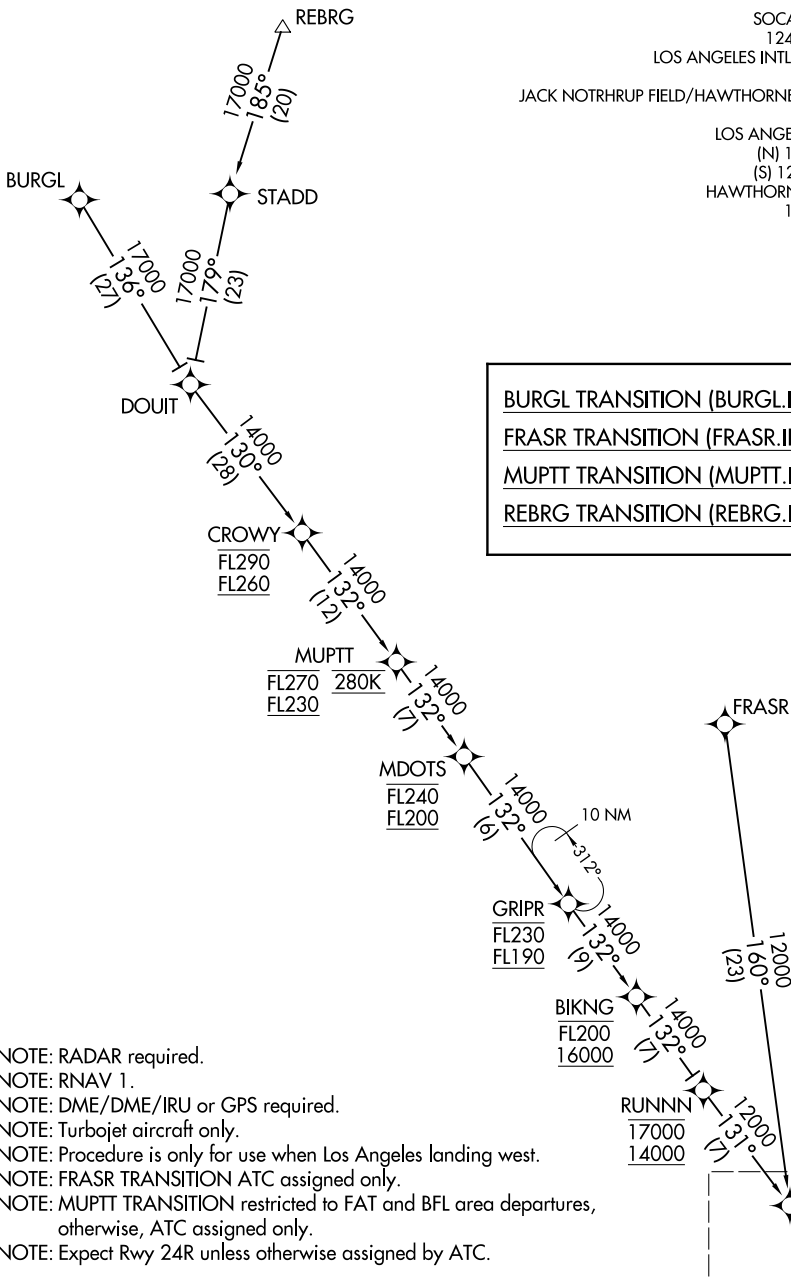 REBRG
SOCA
124
LOS ANGELES INTL
JACK NOTRHRUP FIELD/HAWTHORNE
LOS ANGE
(N) 1
(S) 12
HAWTHORN
1
17000
185°
(20)
BURGL
STADD
17000
136°
(27)
17000
179°
(23)
DOUIT
14000
130°
(28)
BURGL TRANSITION (BURGL.I
FRASR TRANSITION (FRASR.II
MUPTT TRANSITION (MUPTT.I
REBRG TRANSITION (REBRG.I
CROWY
FL290
FL260
14000
132°
(12)
MUPTT
FL270 280K
FL230
14000
132°
(7)
FRASR
MDOTS
FL240
FL200
14000
132°
(6)
10 NM
312°
GRIPR
FL230
FL190
14000
132°
(9)
12000
160°
(23)
BIKNG
FL200
16000
14000
132°
(7)
RUNNN
17000
14000
12000
131°
(7)
NOTE: RADAR required.
NOTE: RNAV 1.
NOTE: DME/DME/IRU or GPS required.
NOTE: Turbojet aircraft only.
NOTE: Procedure is only for use when Los Angeles landing west.
NOTE: FRASR TRANSITION ATC assigned only.
NOTE: MUPTT TRANSITION restricted to FAT and BFL area departures,
otherwise, ATC assigned only.
NOTE: Expect Rwy 24R unless otherwise assigned by ATC.